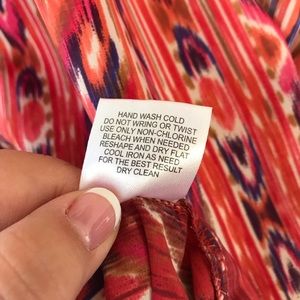 HAND WASH COLD
DO NOT WRING OR TWIST
USE ONLY NON-CHLORINE
BLEACH WHEN NEEDED
RESHAPE AND DRY FLAT
COOL IRON AS NEED
FOR THE BEST RESULT
DRY CLEAN